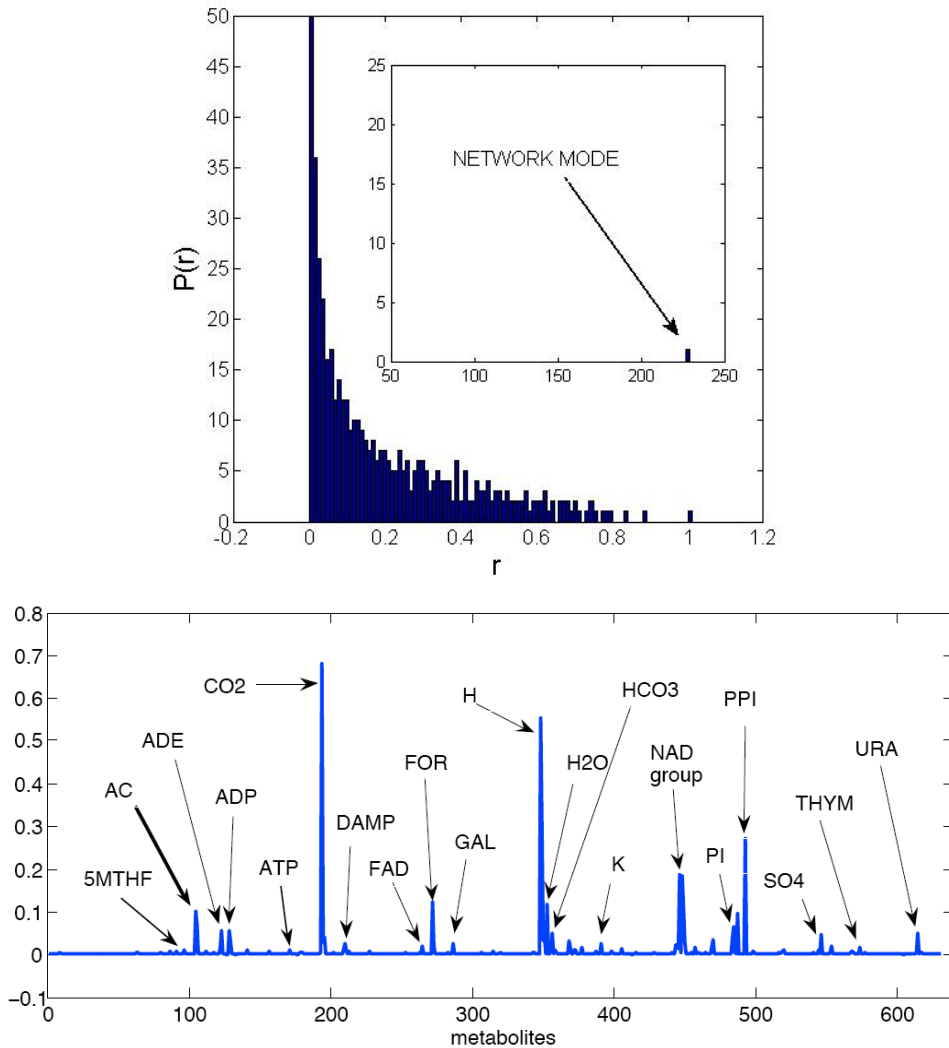 50
45
40
35
30
25
20
15
10
5
0
P(r)
-0.2 0 0.2 0.4 0.6 0.8 1 1.2
r
25
20
15
10
5
0
50 100 150 200 250
NETWORK MODE
0.8
0.7
0.6
0.5
0.4
0.3
0.2
0.1
0
−0.1
0 100 200 300 400 500 600
metabolites
5MTHF
AC
ADE
ADP
ATP
CO2
DAMP
FAD
FOR
GAL
H
H2O
HCO3
K
NAD
group
PI
PPI
SO4
THYM
URA